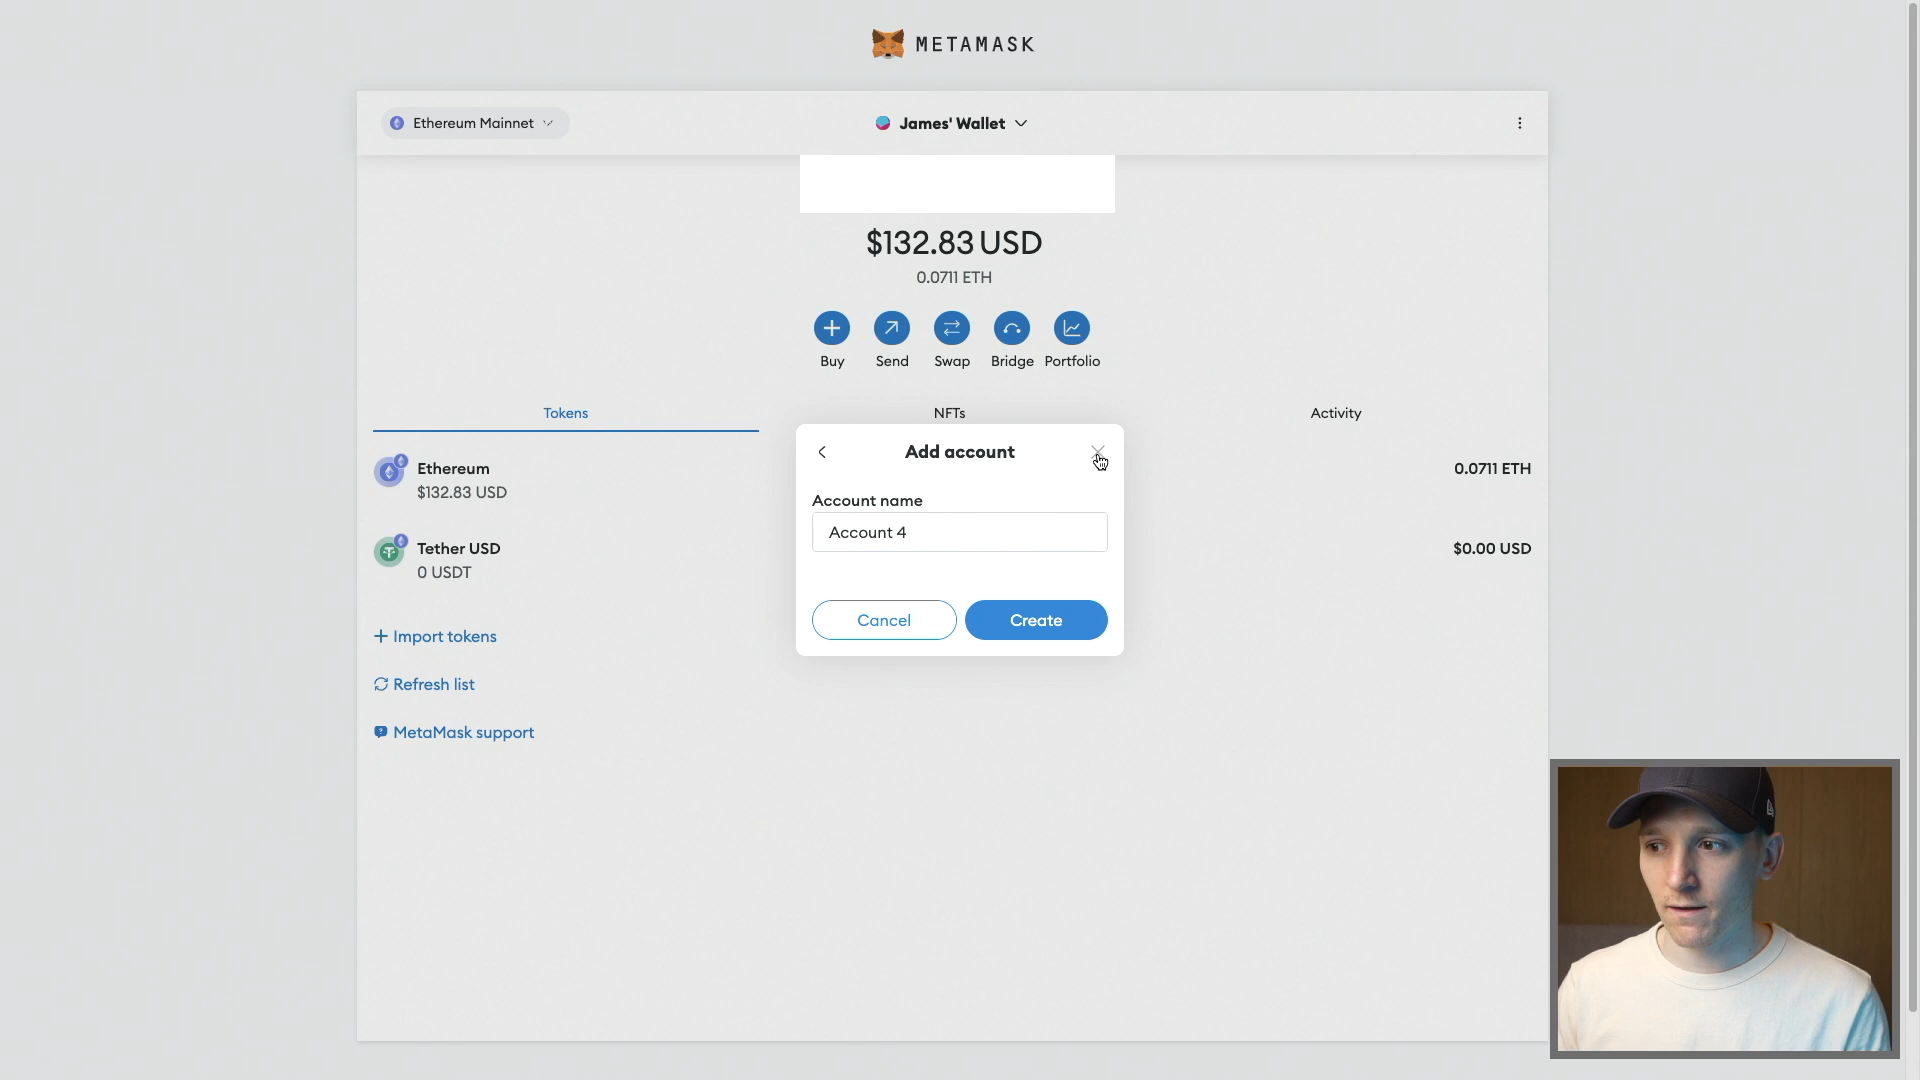 METAMASK
Ethereum Mainnet
James' Wallet
$132.83 USD
0.0711 ETH
Buy
Send
Swap
Bridge
Portfolio
Tokens
NFTs
Activity
Ethereum
$132.83 USD
0.0711 ETH
Tether USD
0 USDT
$0.00 USD
Import tokens
Refresh list
MetaMask support
Add account
Account name
Account 4
Cancel
Create